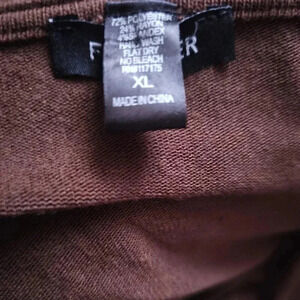 72% POLYESTER
24% RAYON
4% SPANDEX
HAND WASH
FLAT DRY
NO BLEACH
XL
MADE IN CHINA